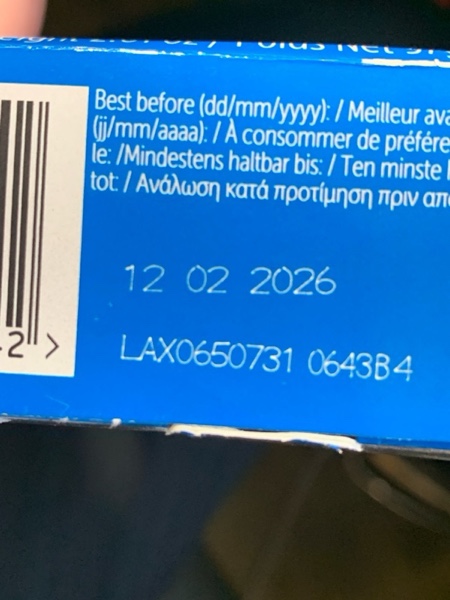 Net
Best before (dd/mm/yyyy): / Meilleur ava
(jj/mm/aaaa): / À consommer de préfére
le: /Mindestens haltbar bis: / Ten minste
tot: / Ανάλωση κατά προτίμηση πριν απ
12 02 2026
2 >
LAX0650731 0643B4